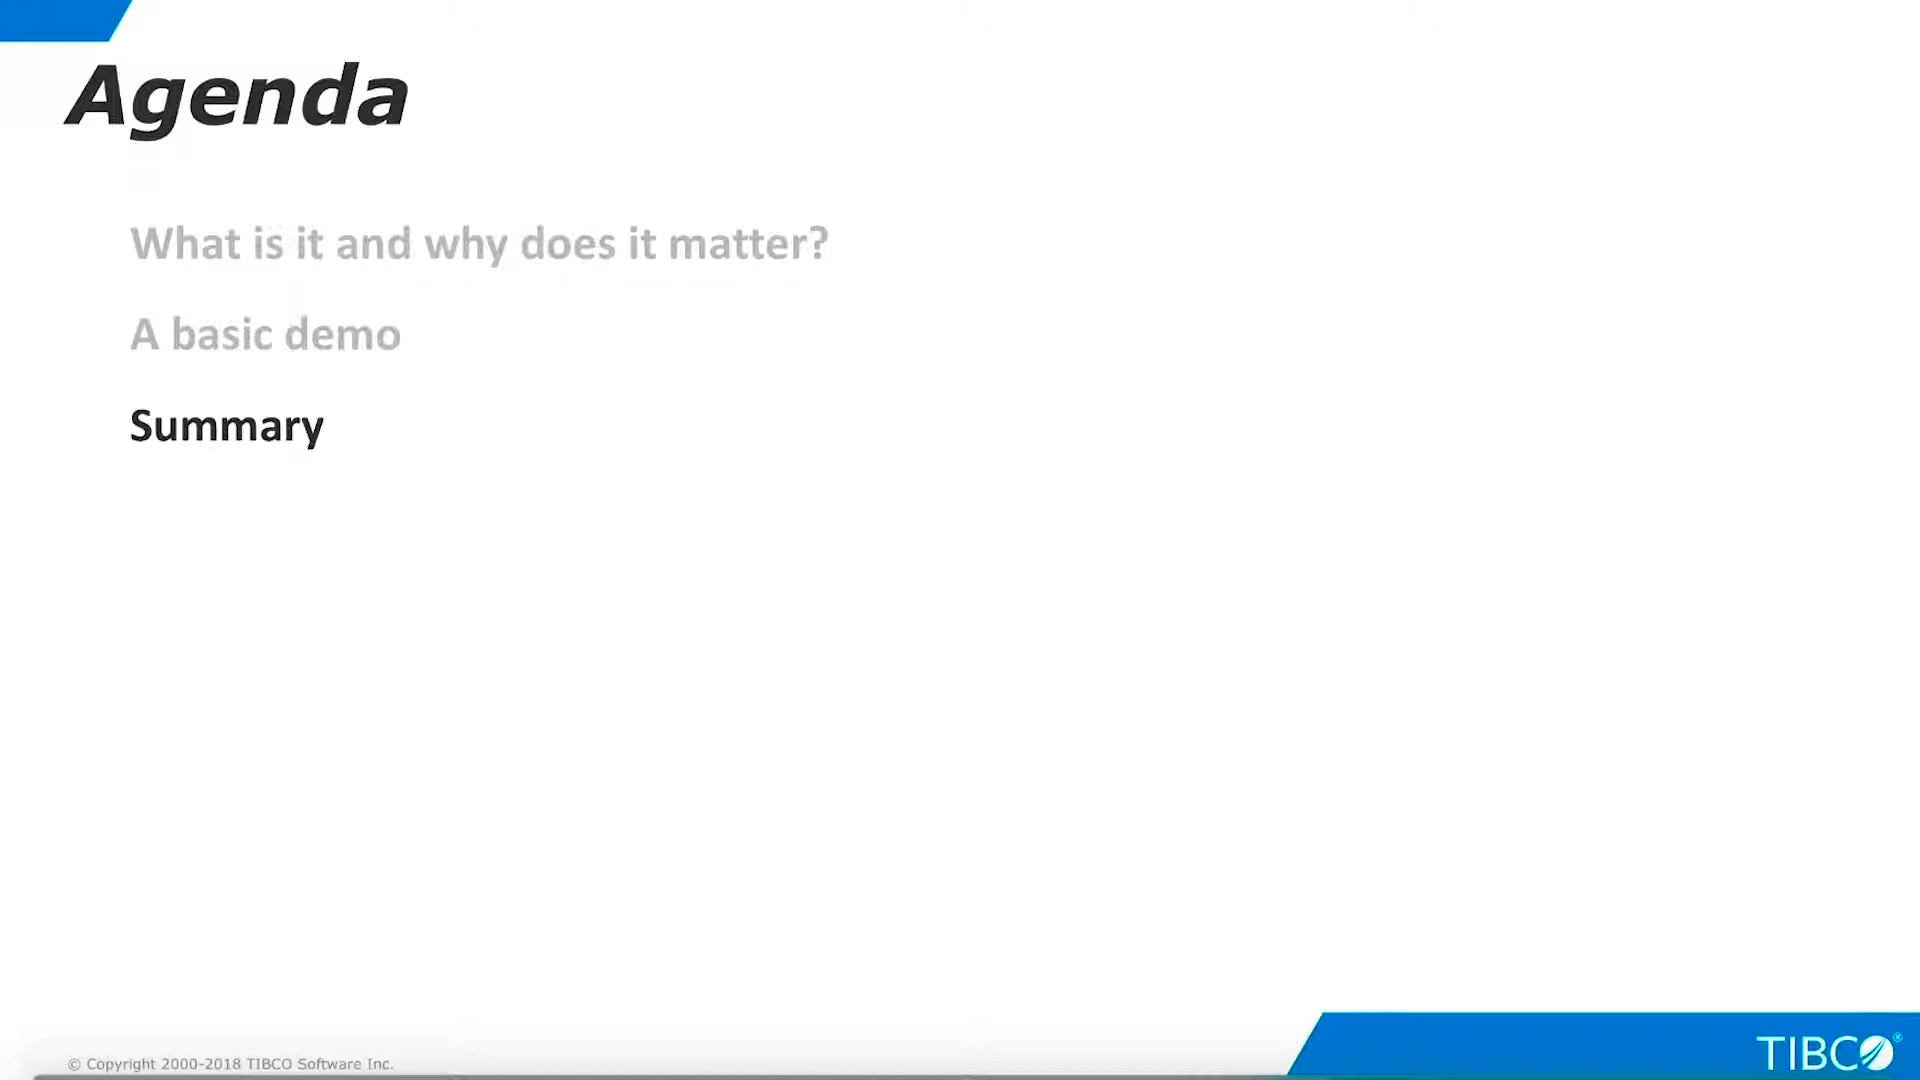 Agenda
What is it and why does it matter?
A basic demo
Summary
© Copyright 2000-2018 TIBCO Software Inc.
TIBCO®